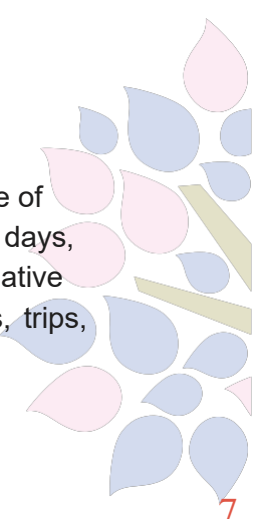 e of
days,
ative
s, trips,
7